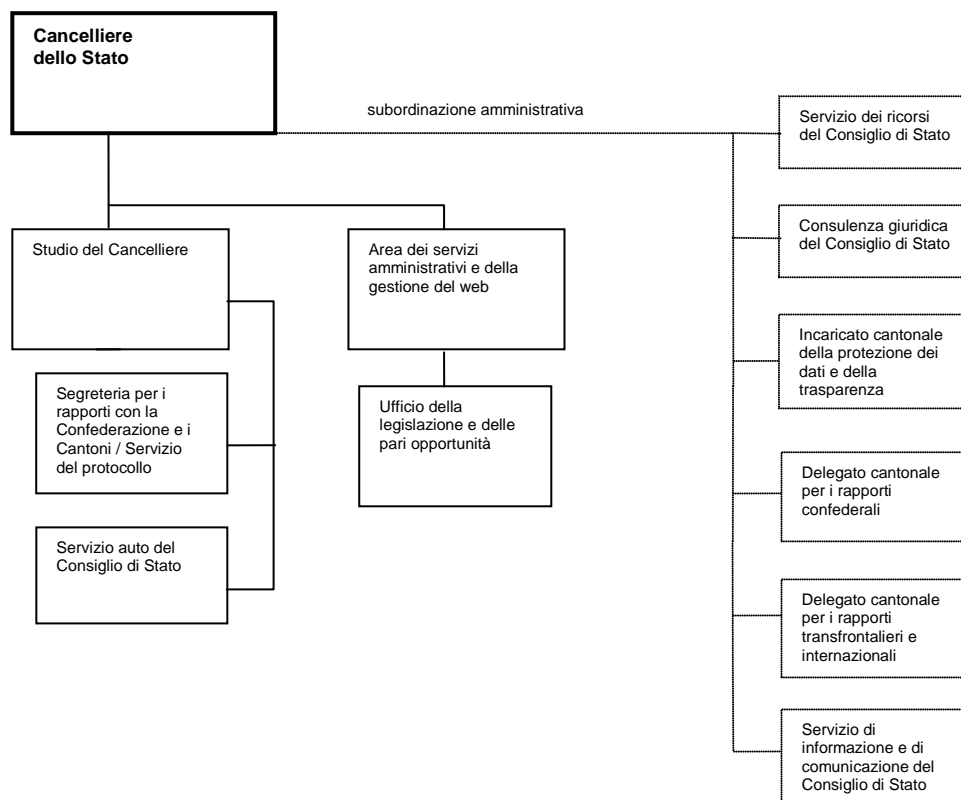 Cancelliere
dello Stato
subordinazione amministrativa
Servizio dei ricorsi
del Consiglio di Stato
Studio del Cancelliere
Area dei servizi
amministrativi e della
gestione del web
Consulenza giuridica
del Consiglio di Stato
Incaricato cantonale
della protezione dei
dati e della
trasparenza
Segreteria per i
rapporti con la
Confederazione e i
Cantoni / Servizio
del protocollo
Ufficio della
legislazione e delle
pari opportunità
Delegato cantonale
per i rapporti
confederali
Servizio auto del
Consiglio di Stato
Delegato cantonale
per i rapporti
transfrontalieri e
internazionali
Servizio di
informazione e di
comunicazione del
Consiglio di Stato